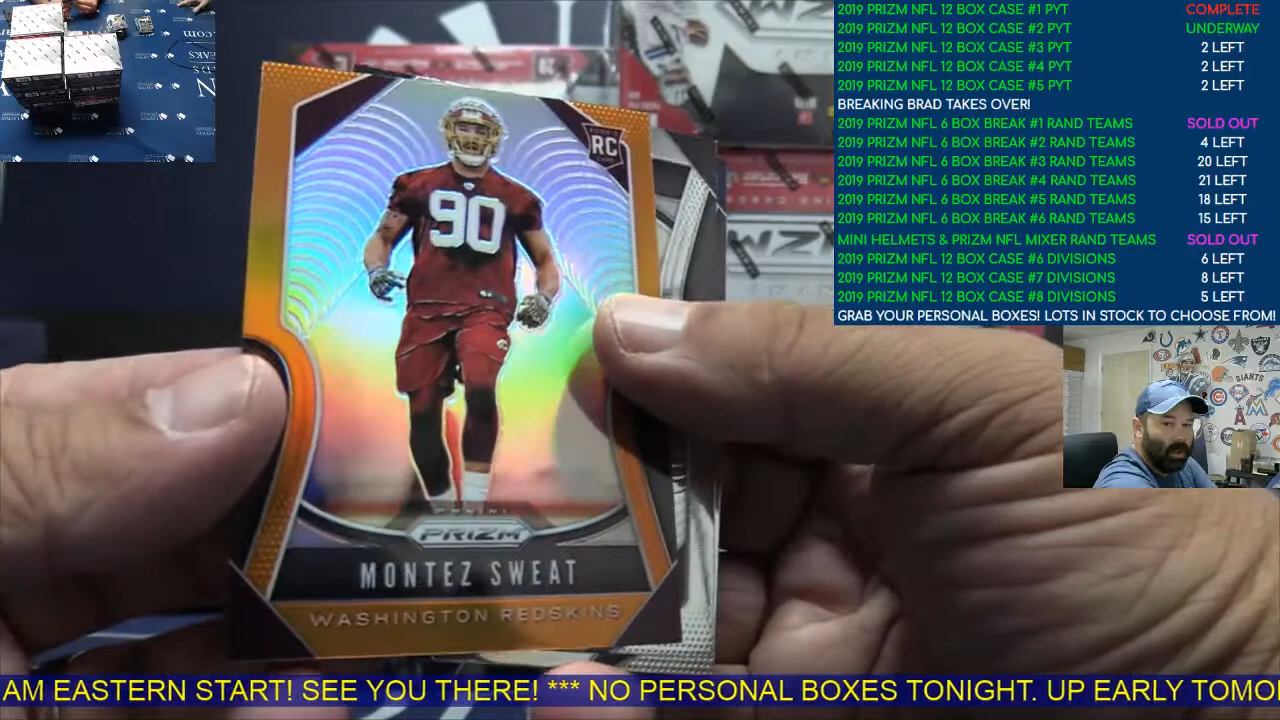 2019 PRIZM NFL 12 BOX CASE #1 PYT COMPLETE
2019 PRIZM NFL 12 BOX CASE #2 PYT UNDERWAY
2019 PRIZM NFL 12 BOX CASE #3 PYT 2 LEFT
2019 PRIZM NFL 12 BOX CASE #4 PYT 2 LEFT
2019 PRIZM NFL 12 BOX CASE #5 PYT 2 LEFT
BREAKING BRAD TAKES OVER!
2019 PRIZM NFL 6 BOX BREAK #1 RAND TEAMS SOLD OUT
2019 PRIZM NFL 6 BOX BREAK #2 RAND TEAMS 4 LEFT
2019 PRIZM NFL 6 BOX BREAK #3 RAND TEAMS 20 LEFT
2019 PRIZM NFL 6 BOX BREAK #4 RAND TEAMS 21 LEFT
2019 PRIZM NFL 6 BOX BREAK #5 RAND TEAMS 18 LEFT
2019 PRIZM NFL 6 BOX BREAK #6 RAND TEAMS 15 LEFT
MINI HELMETS & PRIZM NFL MIXER RAND TEAMS SOLD OUT
2019 PRIZM NFL 12 BOX CASE #6 DIVISIONS 6 LEFT
2019 PRIZM NFL 12 BOX CASE #7 DIVISIONS 8 LEFT
2019 PRIZM NFL 12 BOX CASE #8 DIVISIONS 5 LEFT
GRAB YOUR PERSONAL BOXES! LOTS IN STOCK TO CHOOSE FROM!
RC
90
PANINI
PRIZM
MONTEZ SWEAT
WASHINGTON REDSKINS
GIANTS
AM EASTERN START! SEE YOU THERE! *** NO PERSONAL BOXES TONIGHT. UP EARLY TOMO